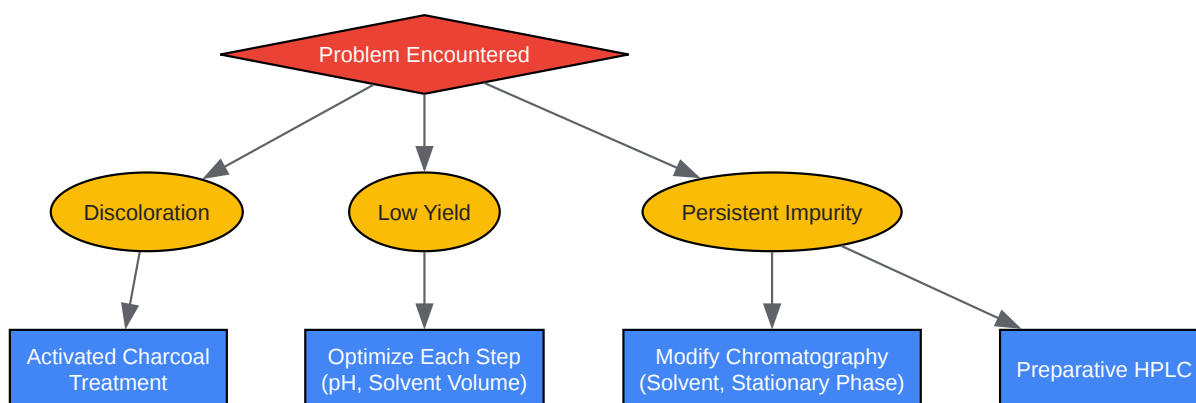 Problem Encountered
Discoloration
Low Yield
Persistent Impurity
Activated Charcoal
Treatment
Optimize Each Step
(pH, Solvent Volume)
Modify Chromatography
(Solvent, Stationary Phase)
Preparative HPLC